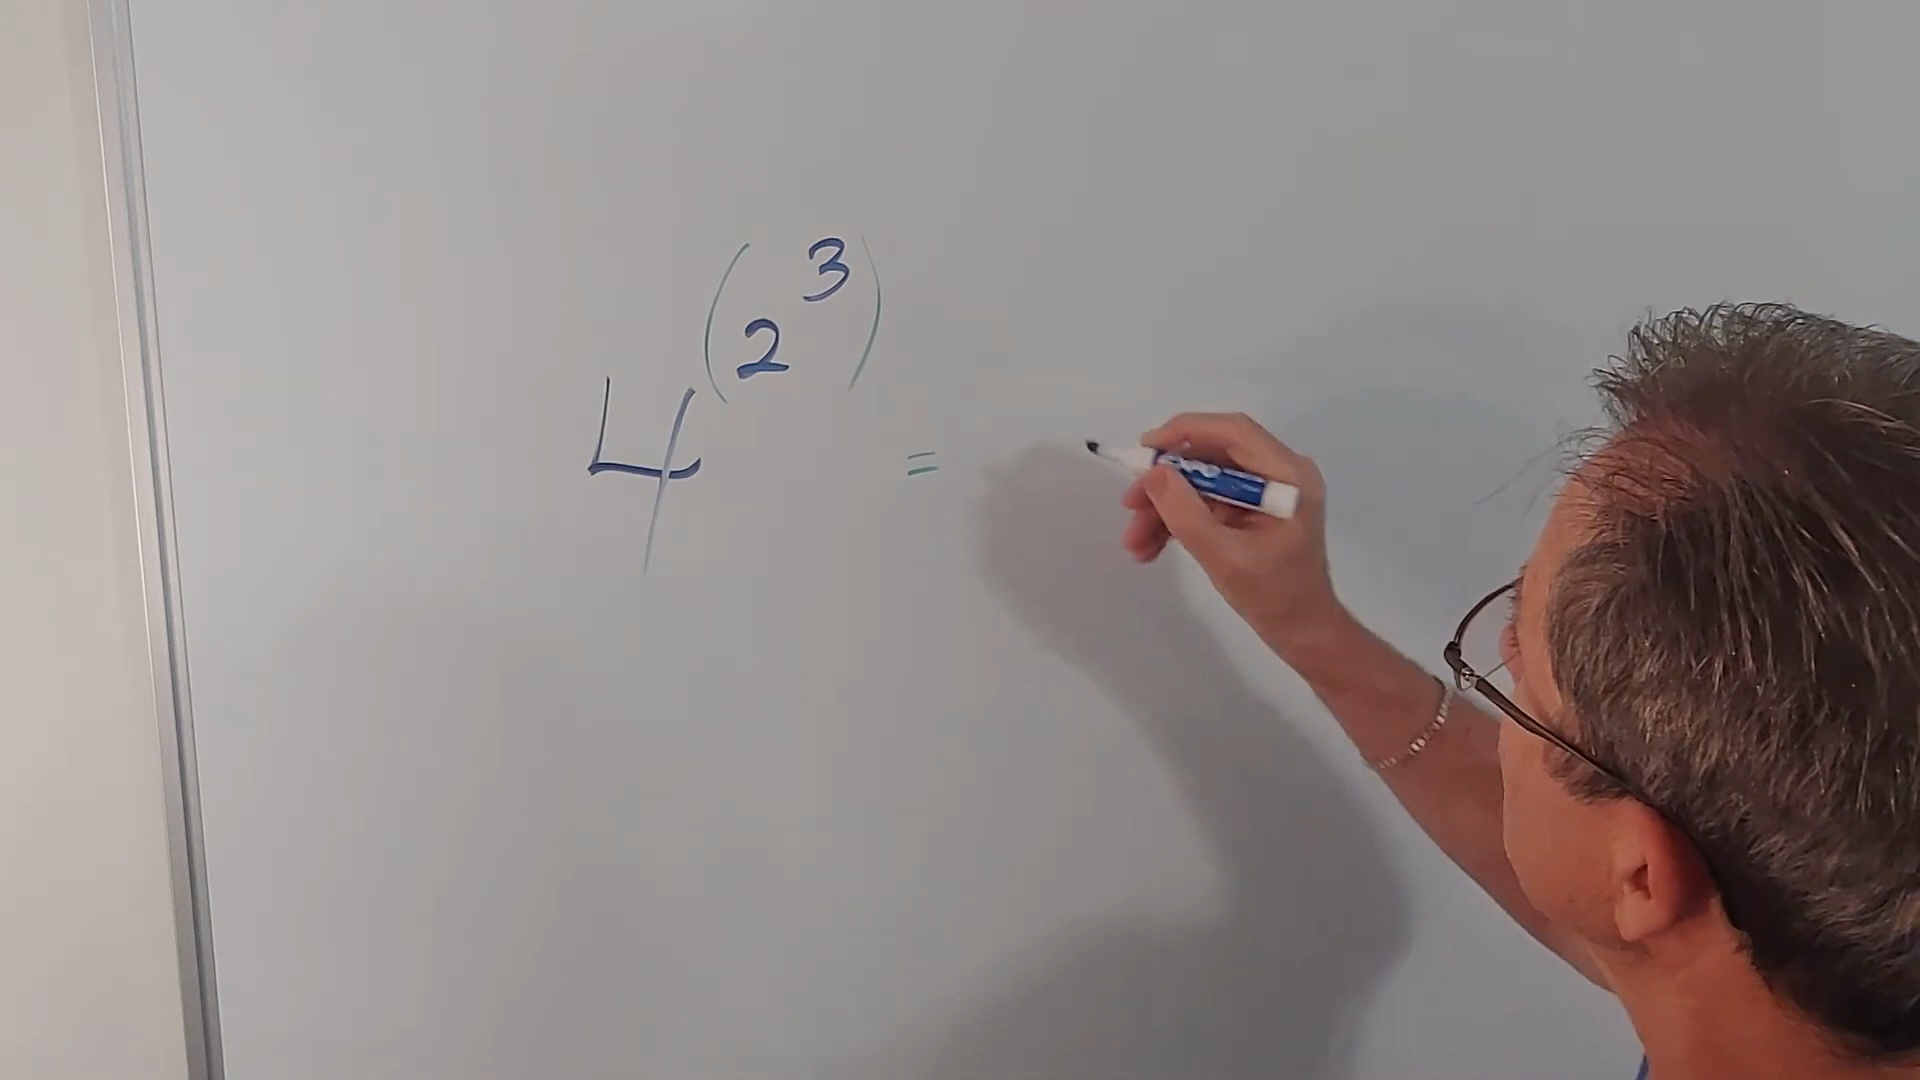 4^(2^3) =